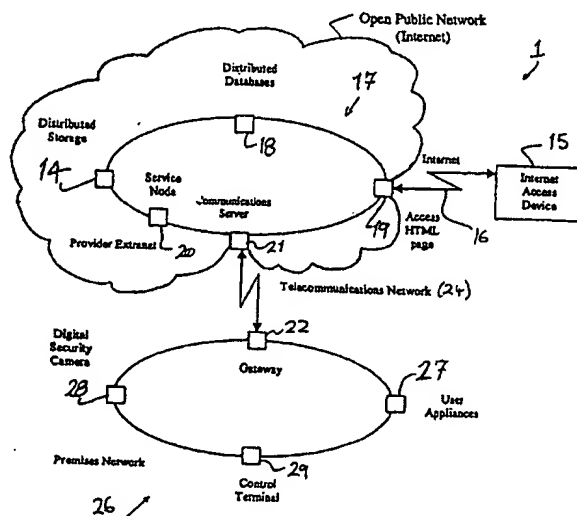 Open Public Network
(Internet)
1
Distributed
Databases
17
Distributed
Storage
18
14
Service
Node
Communications
Server
Internet
15
Internet
Access
Device
19
Access
HTML
page
16
Provider Extranet
20
21
Telecommunications Network (24)
22
Gateway
Digital
Security
Camera
28
27
User
Appliances
Premises Network
29
Control
Terminal
26